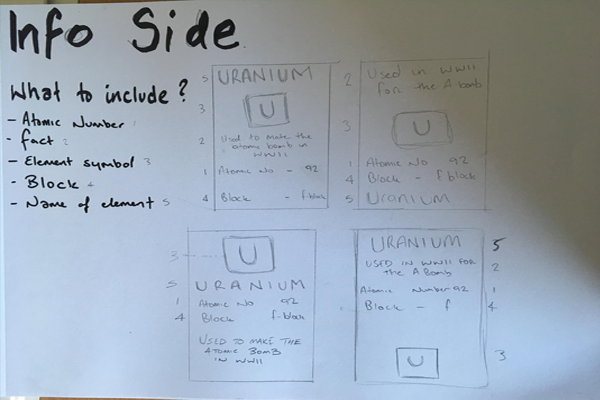 Info Side
What to include?
- Atomic Number 1
- fact 2
- Element symbol 3
- Block 4
- Name of element 5
5 URANIUM
3 U
2 Used to make the
atomic bomb in
WWII
1 Atomic No - 92
4 Block - f-block
2 Used in WWII
for the A bomb
3 U
1 Atomic No 92
4 Block - f block
5 Uranium
3 U
5 URANIUM
1 Atomic No 92
4 Block f-block
USED TO MAKE THE
ATOMIC BOMB
IN WWII
URANIUM 5
USED IN WWII FOR
the A Bomb 2
Atomic Number 92 1
Block - f 4
U 3